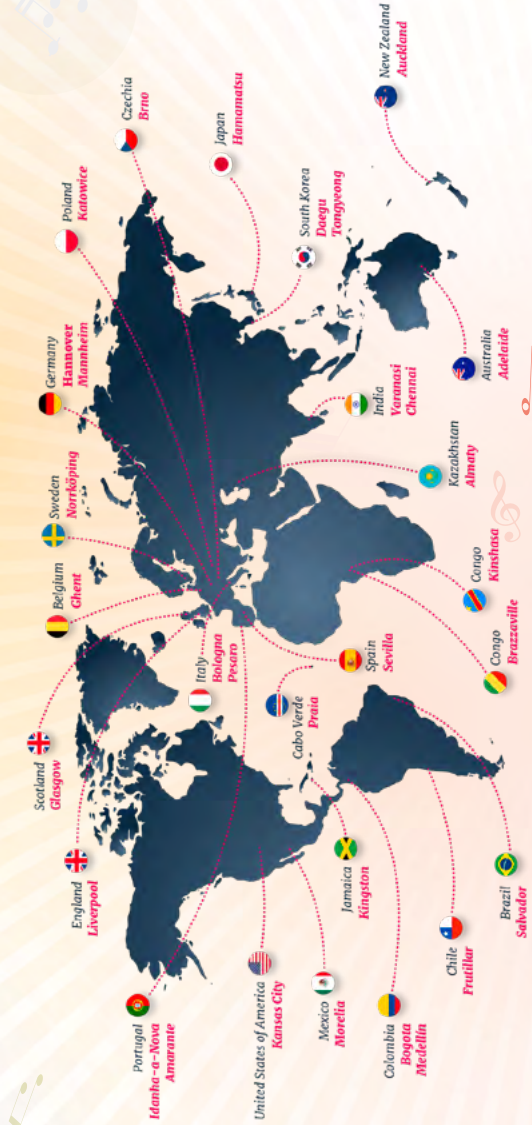 Portugal
Idanha-a-Nova
Amarante
England
Liverpool
Scotland
Glasgow
Belgium
Ghent
Sweden
Norrköping
Germany
Hannover
Mannheim
Poland
Katowice
Czechia
Brno
United States of America
Kansas City
Mexico
Morelia
Colombia
Bogota
Medellín
Jamaica
Kingston
Cabo Verde
Praia
Italy
Bologna
Pesaro
Japan
Hamamatsu
South Korea
Daegu
Tongyeong
New Zealand
Auckland
Chile
Frutillar
Brazil
Salvador
Spain
Sevilla
Congo
Brazzaville
Congo
Kinshasa
Kazakhstan
Almaty
India
Varanasi
Chennai
Australia
Adelaide